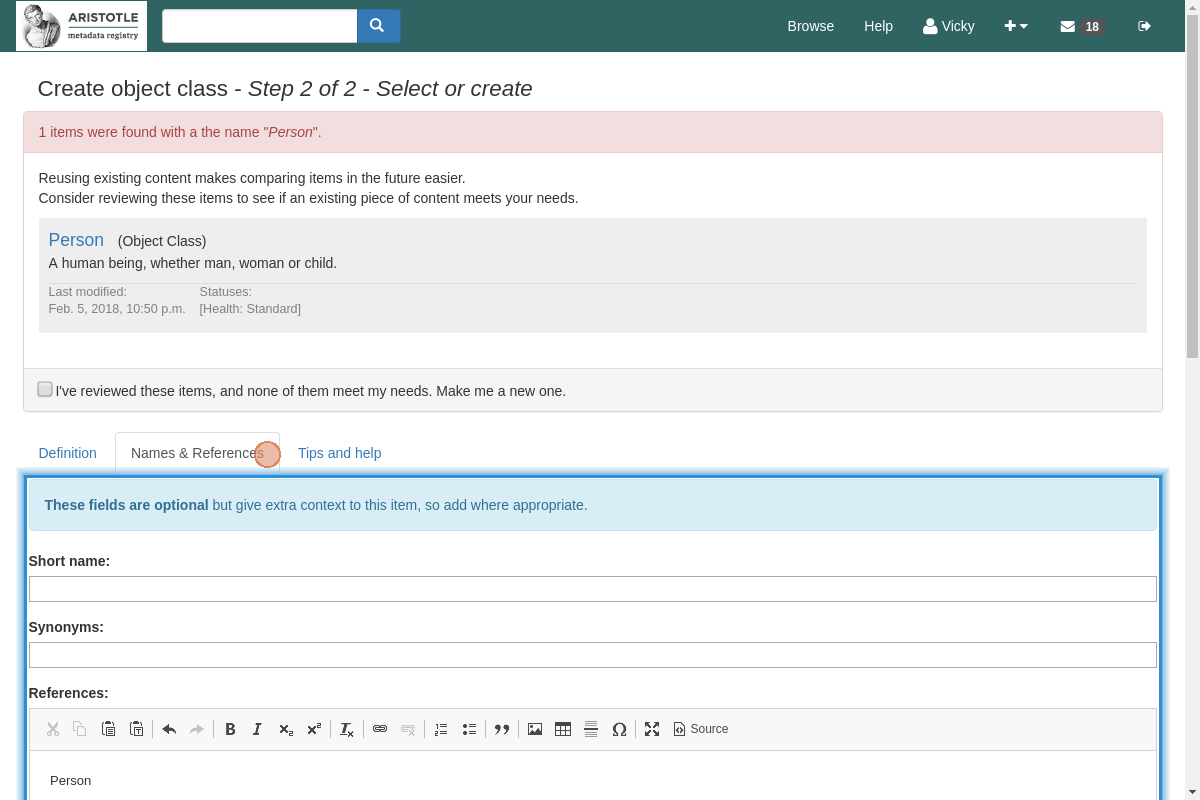 ARISTOTLE
metadata registry
Browse
Help
Vicky
18
Create object class - Step 2 of 2 - Select or create
1 items were found with a the name "Person".
Reusing existing content makes comparing items in the future easier.
Consider reviewing these items to see if an existing piece of content meets your needs.
Person (Object Class)
A human being, whether man, woman or child.
Last modified: Statuses:
Feb. 5, 2018, 10:50 p.m. [Health: Standard]
I've reviewed these items, and none of them meet my needs. Make me a new one.
Definition
Names & References
Tips and help
These fields are optional but give extra context to this item, so add where appropriate.
Short name:
Synonyms:
References:
Source
Person